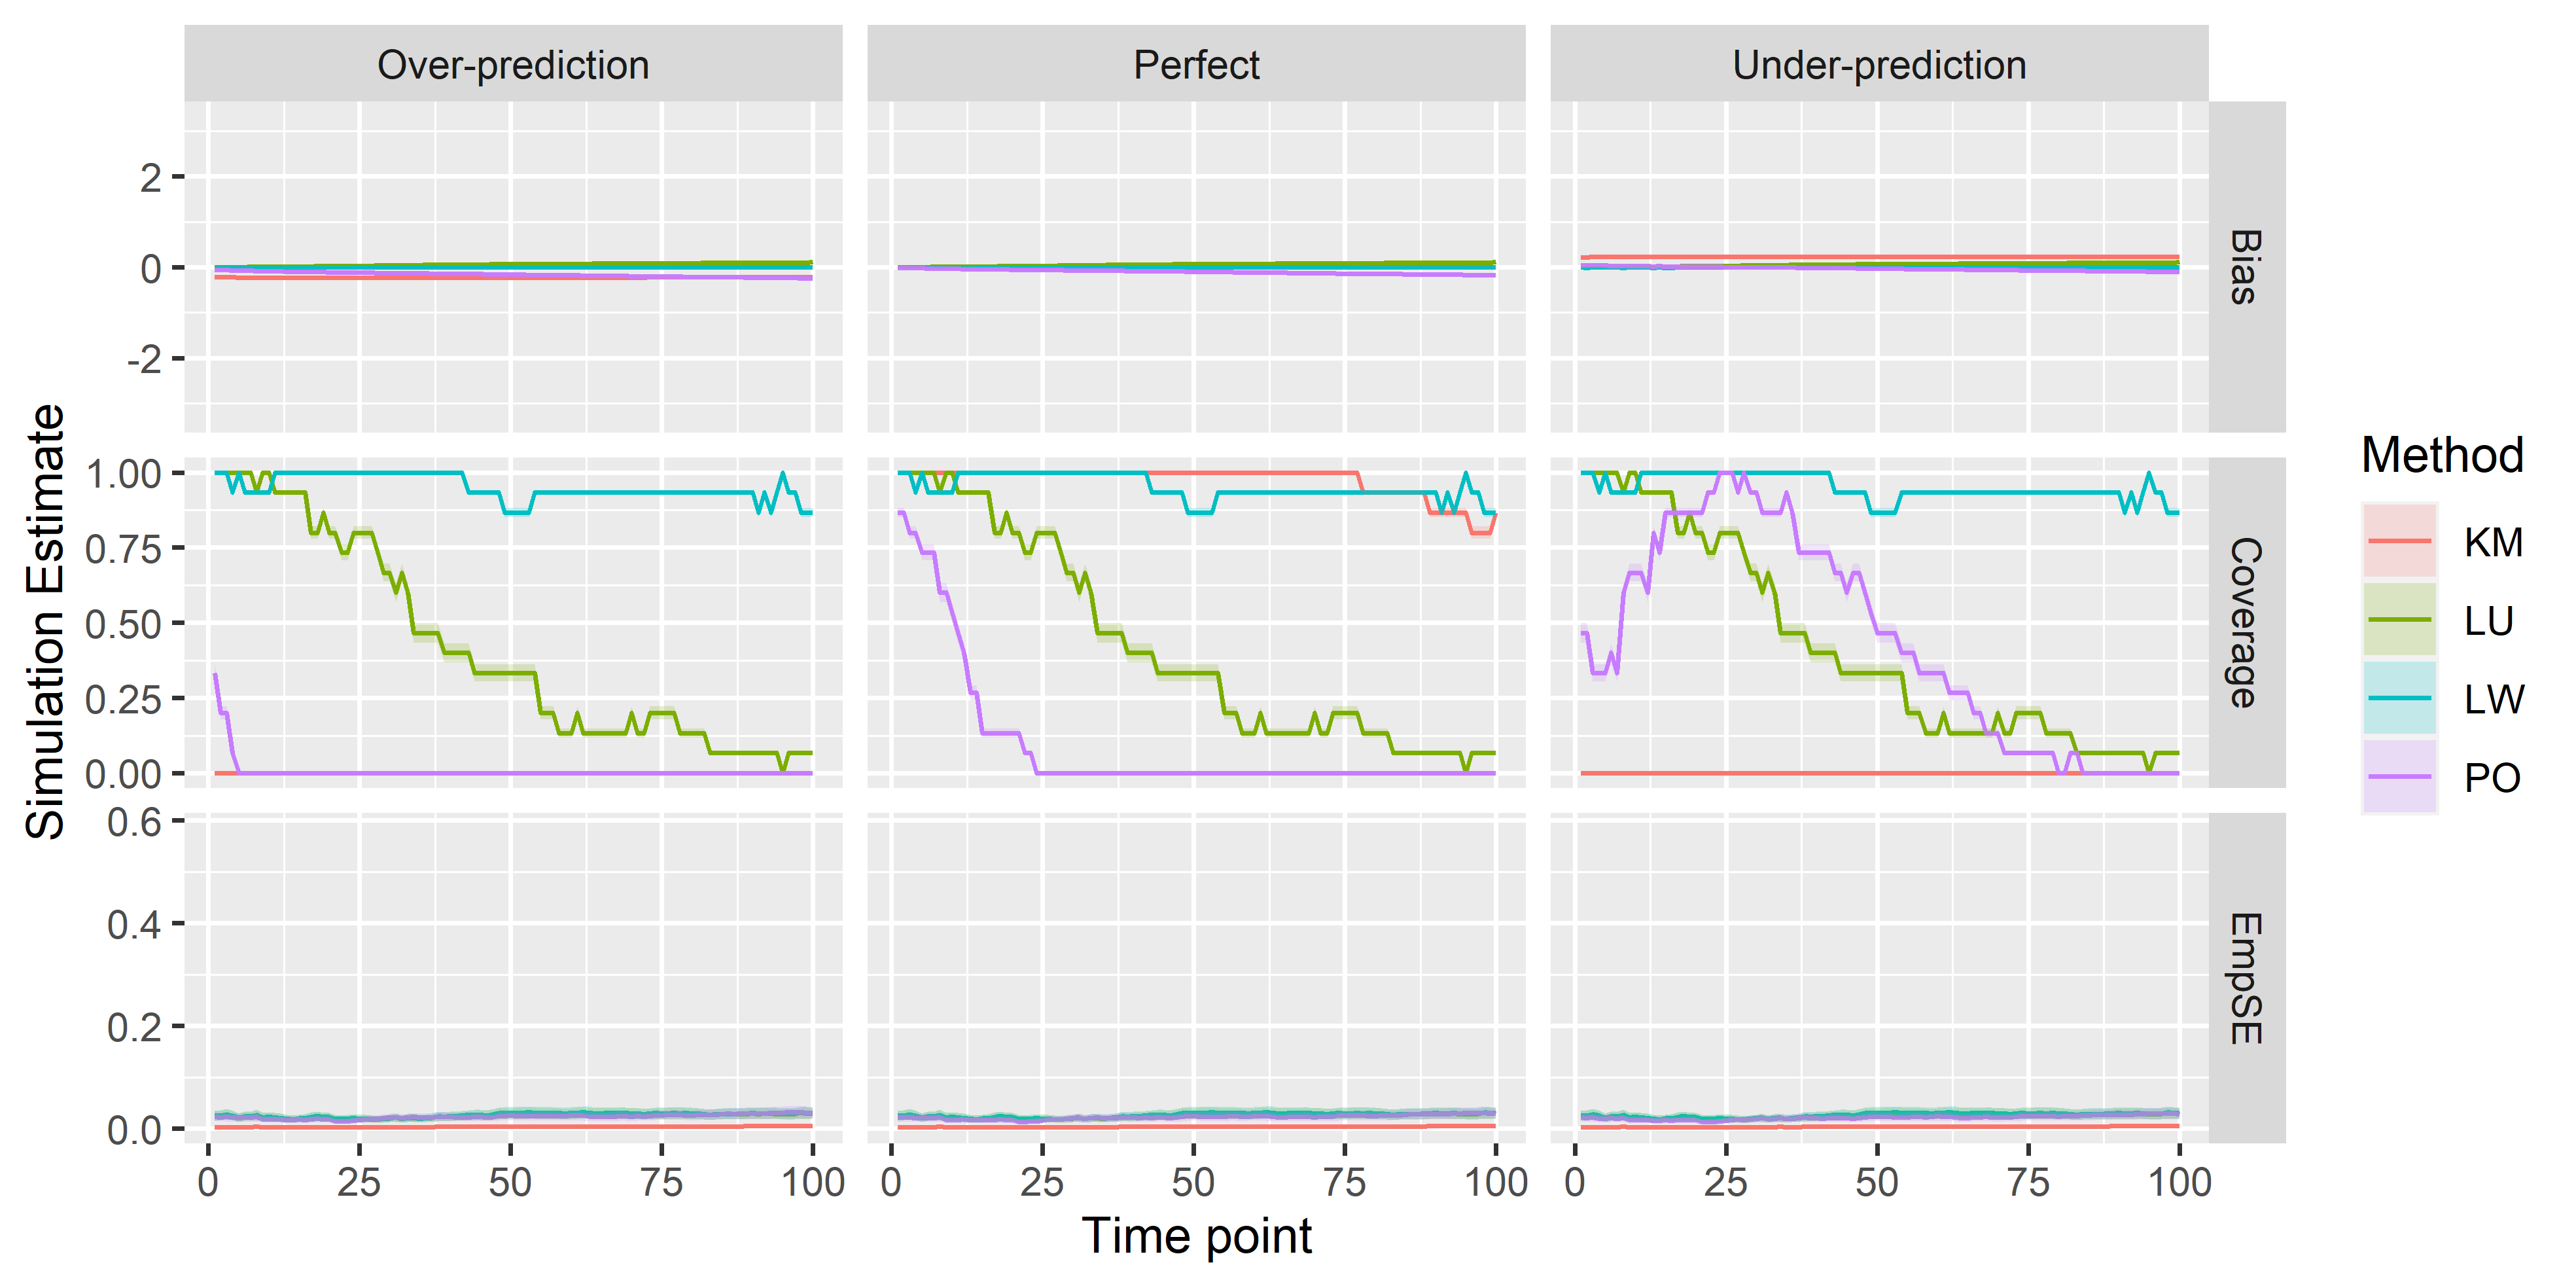 Over-prediction
Perfect
Under-prediction
Simulation Estimate
2
0
-2
Bias
1.00
0.75
0.50
0.25
0.00
Coverage
0.6
0.4
0.2
0.0
EmpSE
0 25 50 75 100
0 25 50 75 100
0 25 50 75 100
Time point
Method
KM
LU
LW
PO